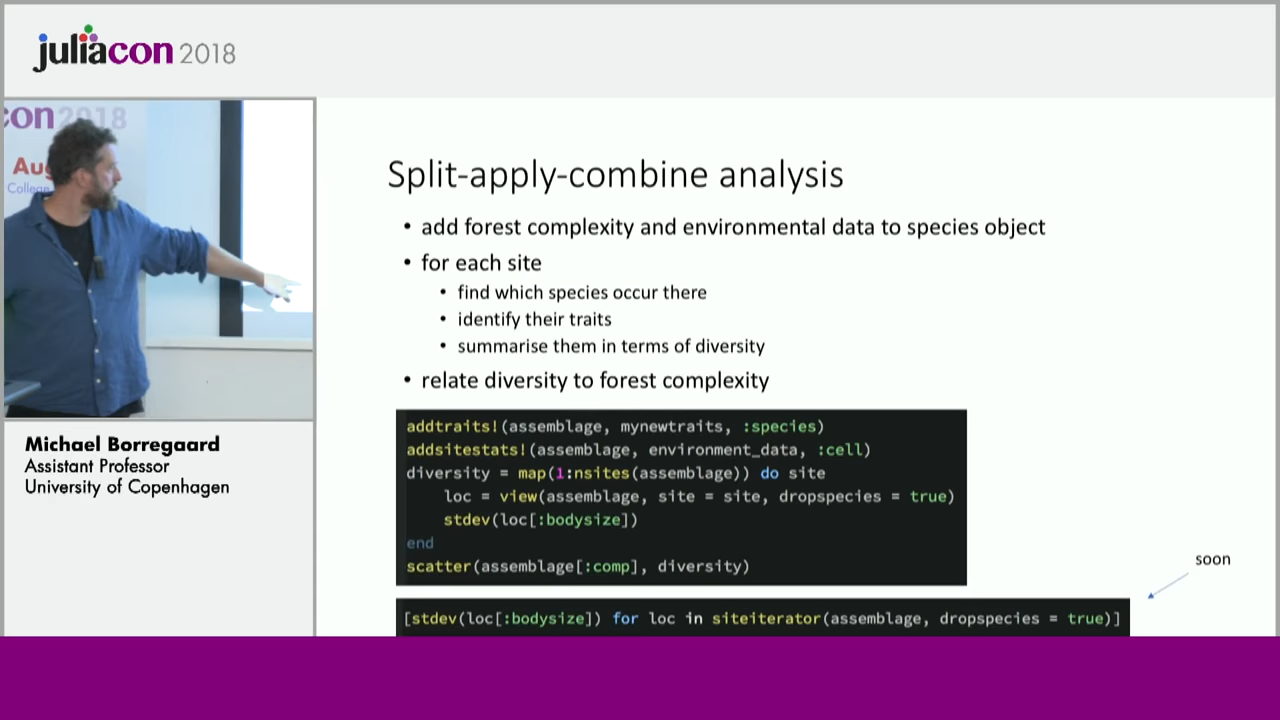 juliacon 2018
con 2018
Aug
College
Michael Borregaard
Assistant Professor
University of Copenhagen
Split-apply-combine analysis
• add forest complexity and environmental data to species object
• for each site
• find which species occur there
• identify their traits
• summarise them in terms of diversity
• relate diversity to forest complexity
addtraits!(assemblage, mynewtraits, :species)
addsitestats!(assemblage, environment_data, :cell)
diversity = map(1:nsites(assemblage)) do site
    loc = view(assemblage, site = site, dropspecies = true)
    stdev(loc[:bodysize])
end
scatter(assemblage[:comp], diversity)
soon
[stdev(loc[:bodysize]) for loc in siteiterator(assemblage, dropspecies = true)]